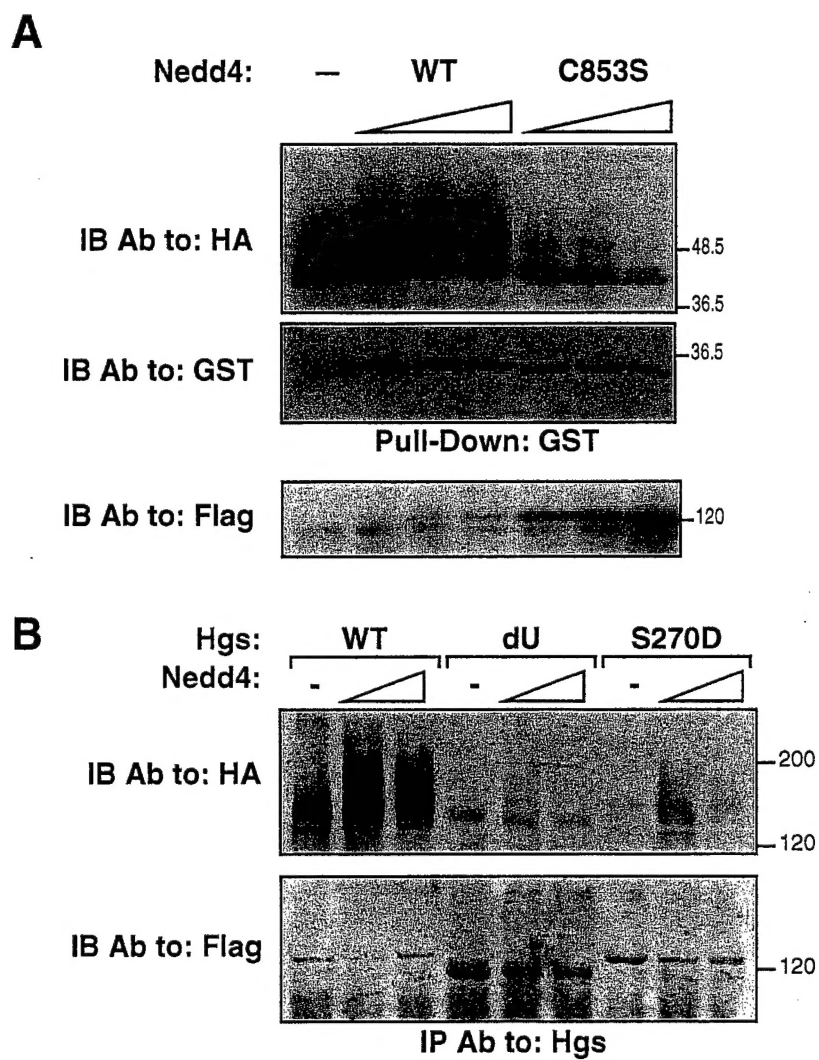 A
Nedd4: – WT C853S
IB Ab to: HA
48.5
36.5
IB Ab to: GST
36.5
Pull-Down: GST
IB Ab to: Flag
120
B
Hgs: WT dU S270D
Nedd4: - - -
IB Ab to: HA
200
120
IB Ab to: Flag
120
IP Ab to: Hgs